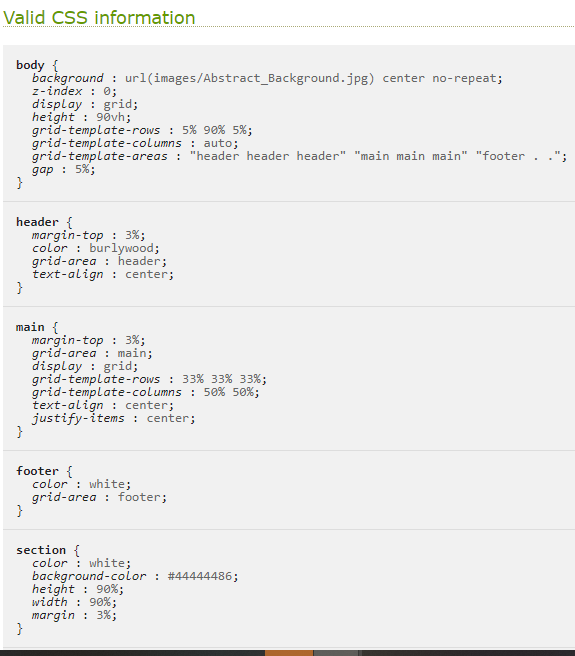 Valid CSS information
body {
background : url(images/Abstract_Background.jpg) center no-repeat;
z-index : 0;
display : grid;
height : 90vh;
grid-template-rows : 5% 90% 5%;
grid-template-columns : auto;
grid-template-areas : "header header header" "main main main" "footer . .";
gap : 5%;
}
header {
margin-top : 3%;
color : burlywood;
grid-area : header;
text-align : center;
}
main {
margin-top : 3%;
grid-area : main;
display : grid;
grid-template-rows : 33% 33% 33%;
grid-template-columns : 50% 50%;
text-align : center;
justify-items : center;
}
footer {
color : white;
grid-area : footer;
}
section {
color : white;
background-color : #44444486;
height : 90%;
width : 90%;
margin : 3%;
}